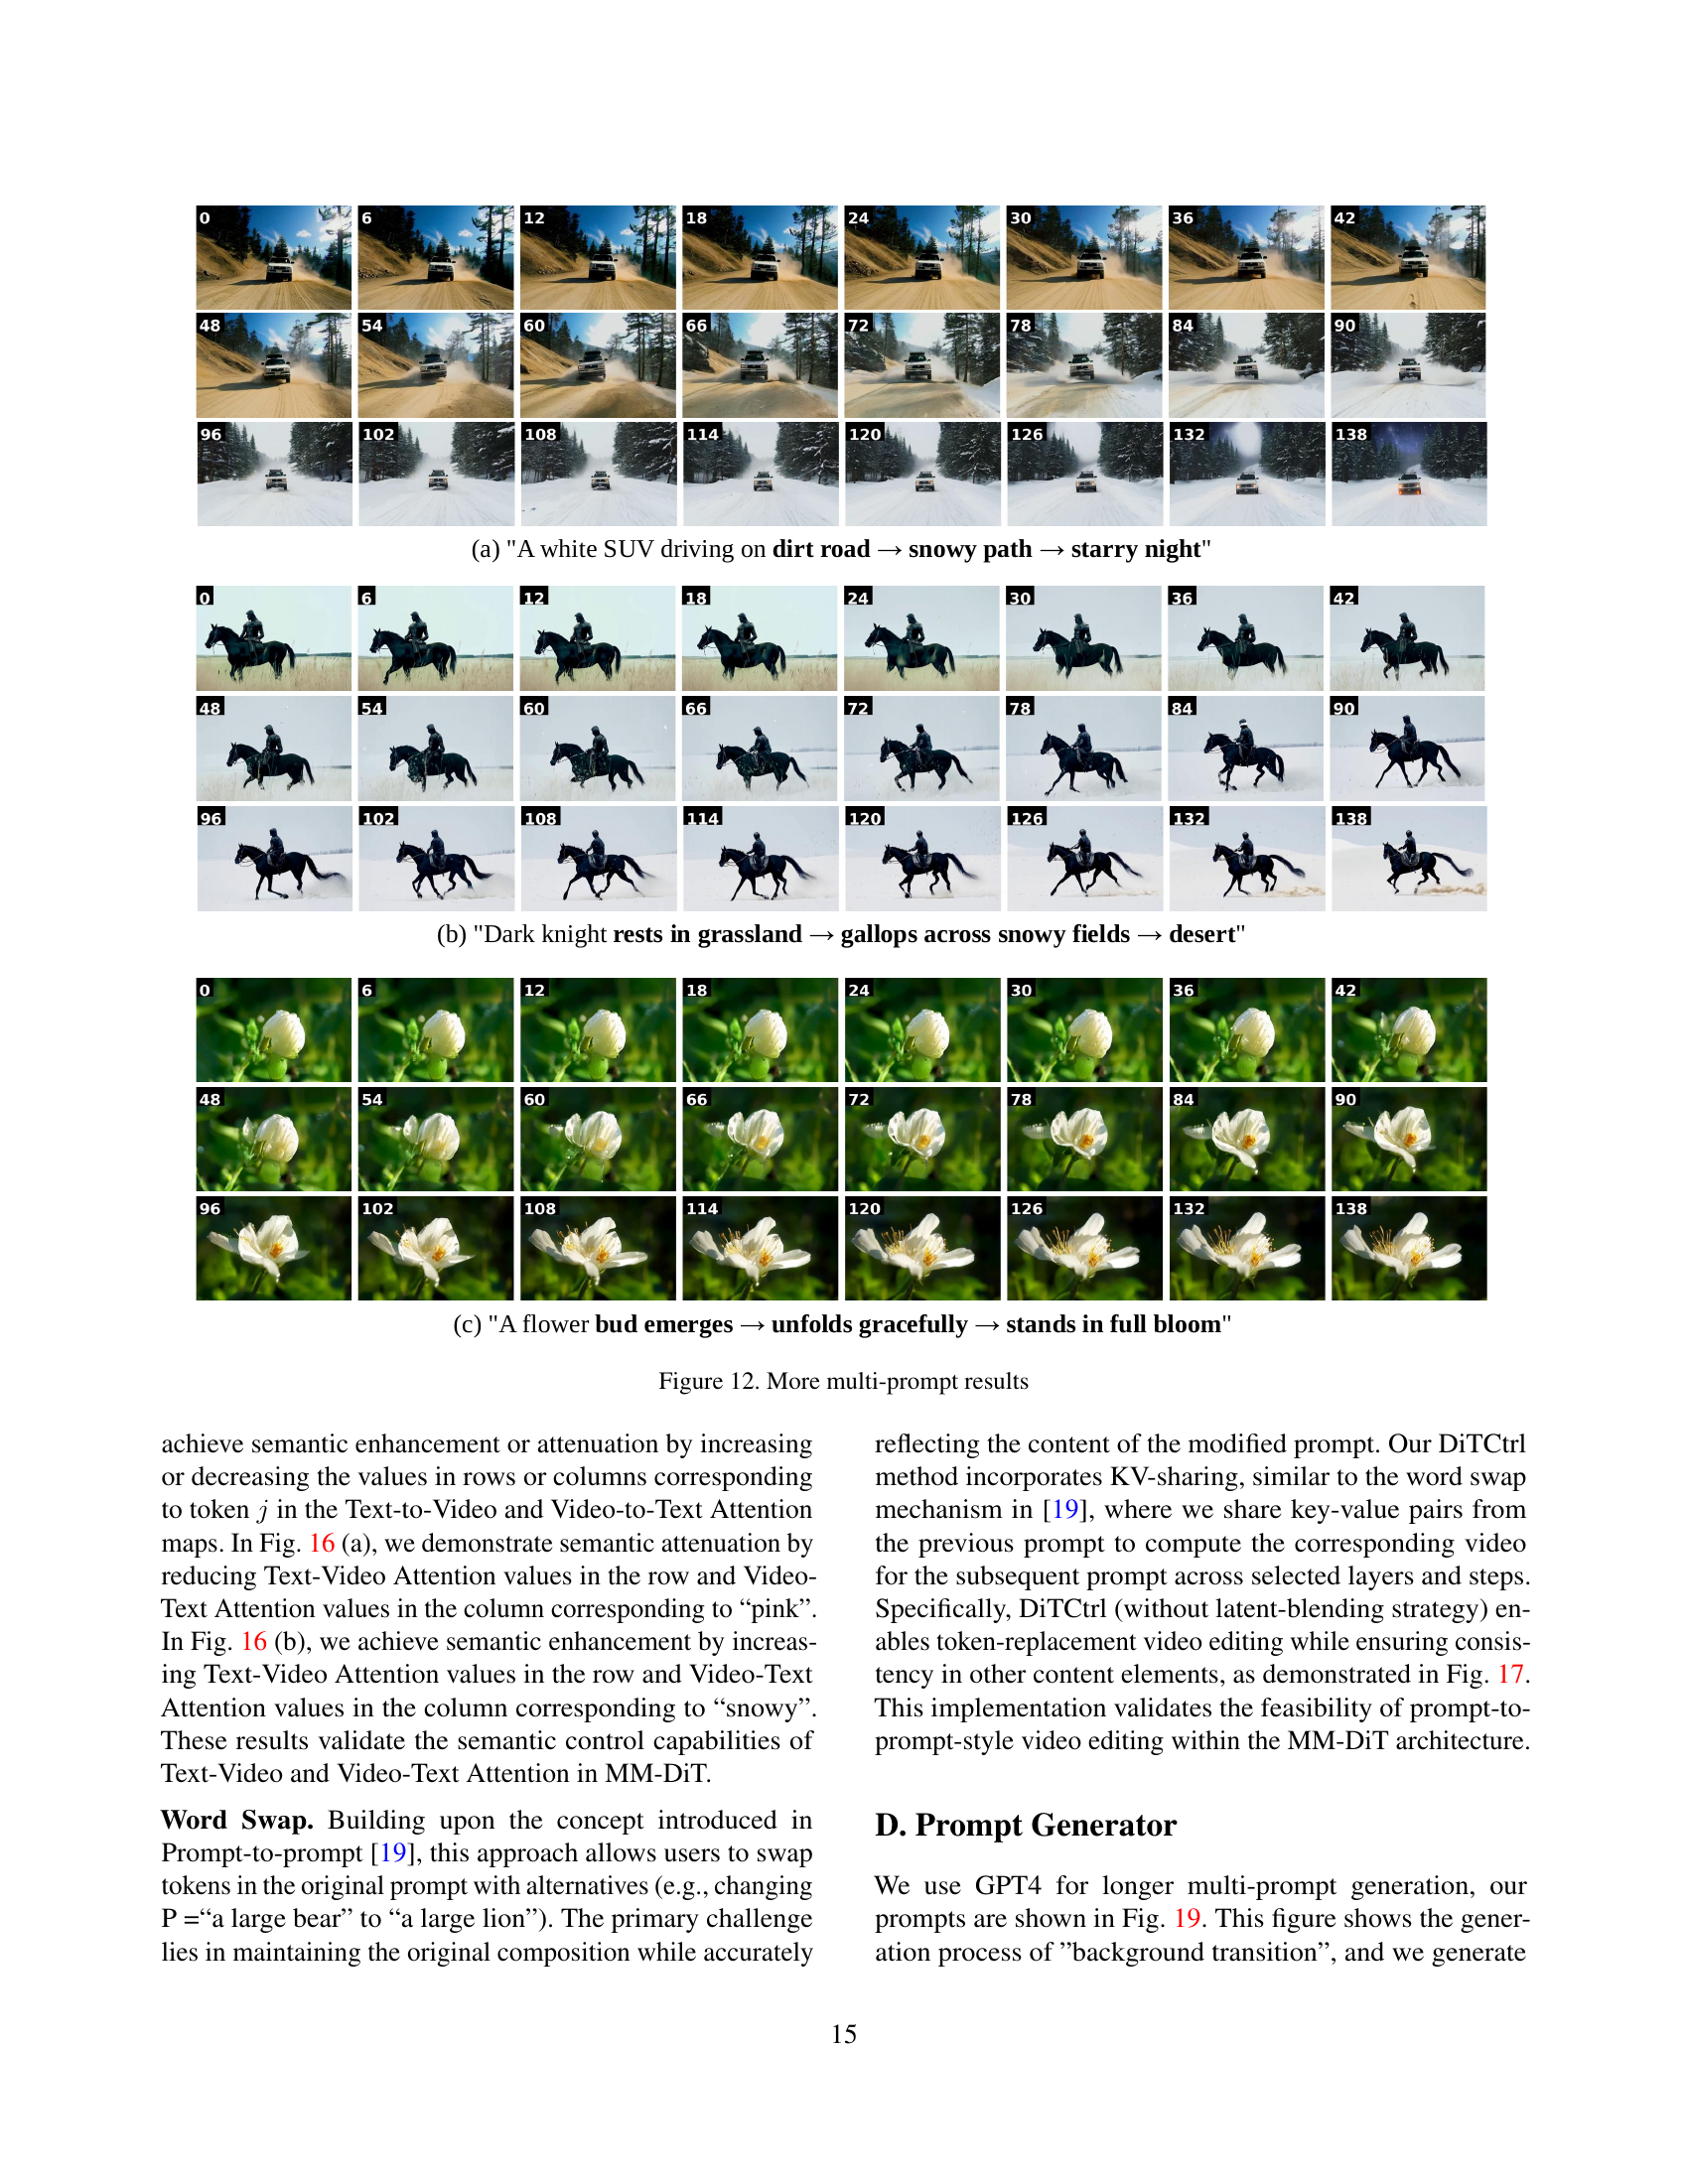 0 6 12 18 24 30 36 42
48 54 60 66 72 78 84 90
96 102 108 114 120 126 132 138
(a) "A white SUV driving on dirt road → snowy path → starry night"
0 6 12 18 24 30 36 42
48 54 60 66 72 78 84 90
96 102 108 114 120 126 132 138
(b) "Dark knight rests in grassland → gallops across snowy fields → desert"
0 6 12 18 24 30 36 42
48 54 60 66 72 78 84 90
96 102 108 114 120 126 132 138
(c) "A flower bud emerges → unfolds gracefully → stands in full bloom"
Figure 12. More multi-prompt results
achieve semantic enhancement or attenuation by increasing
or decreasing the values in rows or columns corresponding
to token j in the Text-to-Video and Video-to-Text Attention
maps. In Fig. 16 (a), we demonstrate semantic attenuation by
reducing Text-Video Attention values in the row and Video-
Text Attention values in the column corresponding to “pink”.
In Fig. 16 (b), we achieve semantic enhancement by increas-
ing Text-Video Attention values in the row and Video-Text
Attention values in the column corresponding to “snowy”.
These results validate the semantic control capabilities of
Text-Video and Video-Text Attention in MM-DiT.
Word Swap. Building upon the concept introduced in
Prompt-to-prompt [19], this approach allows users to swap
tokens in the original prompt with alternatives (e.g., changing
P =“a large bear” to “a large lion”). The primary challenge
lies in maintaining the original composition while accurately
reflecting the content of the modified prompt. Our DiTCtrl
method incorporates KV-sharing, similar to the word swap
mechanism in [19], where we share key-value pairs from
the previous prompt to compute the corresponding video
for the subsequent prompt across selected layers and steps.
Specifically, DiTCtrl (without latent-blending strategy) en-
ables token-replacement video editing while ensuring consis-
tency in other content elements, as demonstrated in Fig. 17.
This implementation validates the feasibility of prompt-to-
prompt-style video editing within the MM-DiT architecture.
D. Prompt Generator
We use GPT4 for longer multi-prompt generation, our
prompts are shown in Fig. 19. This figure shows the gener-
ation process of ”background transition”, and we generate
15